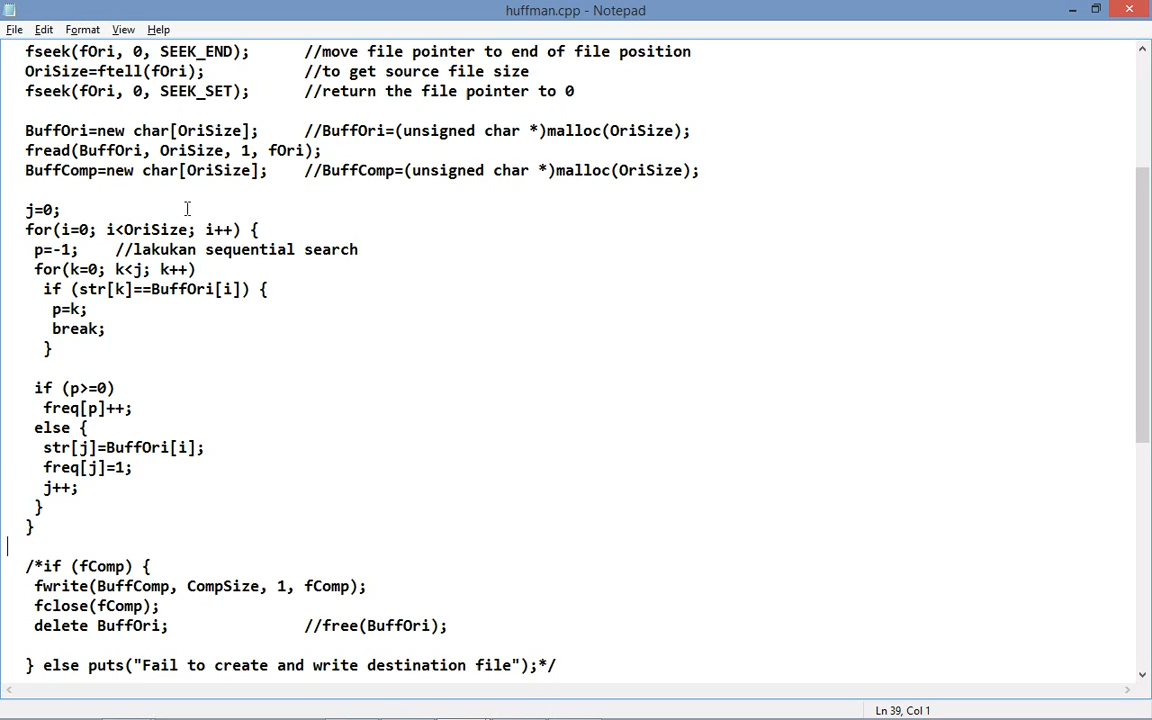 huffman.cpp - Notepad
File Edit Format View Help
fseek(fOri, 0, SEEK_END);      //move file pointer to end of file position
OriSize=ftell(fOri);           //to get source file size
fseek(fOri, 0, SEEK_SET);      //return the file pointer to 0
BuffOri=new char[OriSize];     //BuffOri=(unsigned char *)malloc(OriSize);
fread(BuffOri, OriSize, 1, fOri);
BuffComp=new char[OriSize];    //BuffComp=(unsigned char *)malloc(OriSize);
j=0;
for(i=0; i<OriSize; i++) {
 p=-1;    //lakukan sequential search
 for(k=0; k<j; k++)
  if (str[k]==BuffOri[i]) {
   p=k;
   break;
  }
 if (p>=0)
  freq[p]++;
 else {
  str[j]=BuffOri[i];
  freq[j]=1;
  j++;
 }
}
/*if (fComp) {
 fwrite(BuffComp, CompSize, 1, fComp);
 fclose(fComp);
 delete BuffOri;               //free(BuffOri);
} else puts("Fail to create and write destination file");*/
Ln 39, Col 1